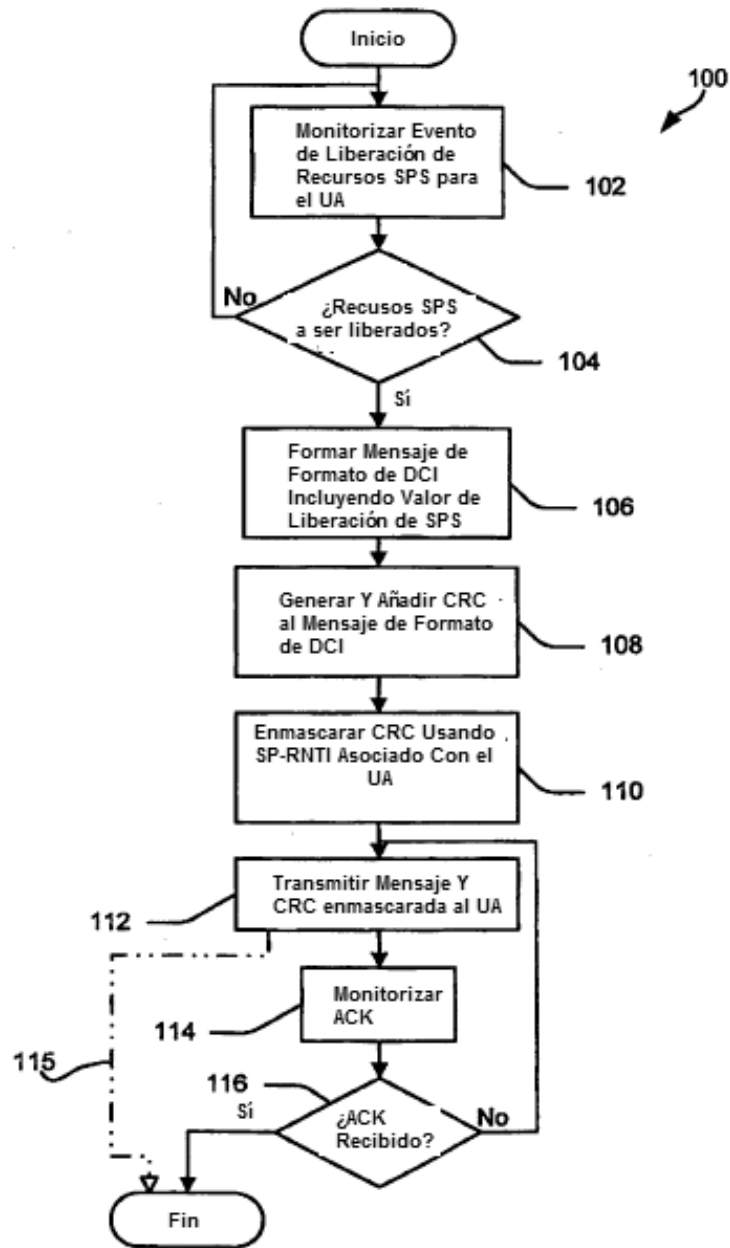 Inicio
100
Monitorizar Evento
de Liberación de
Recursos SPS para
el UA
102
No
¿Recusos SPS
a ser liberados?
104
Sí
Formar Mensaje de
Formato de DCI
Incluyendo Valor de
Liberación de SPS
106
Generar Y Añadir CRC
al Mensaje de Formato
de DCI
108
Enmascarar CRC Usando
SP-RNTI Asociado Con el
UA
110
Transmitir Mensaje Y
CRC enmascarada al UA
112
Monitorizar
ACK
114
115
116
Sí
¿ACK
Recibido?
No
Fin